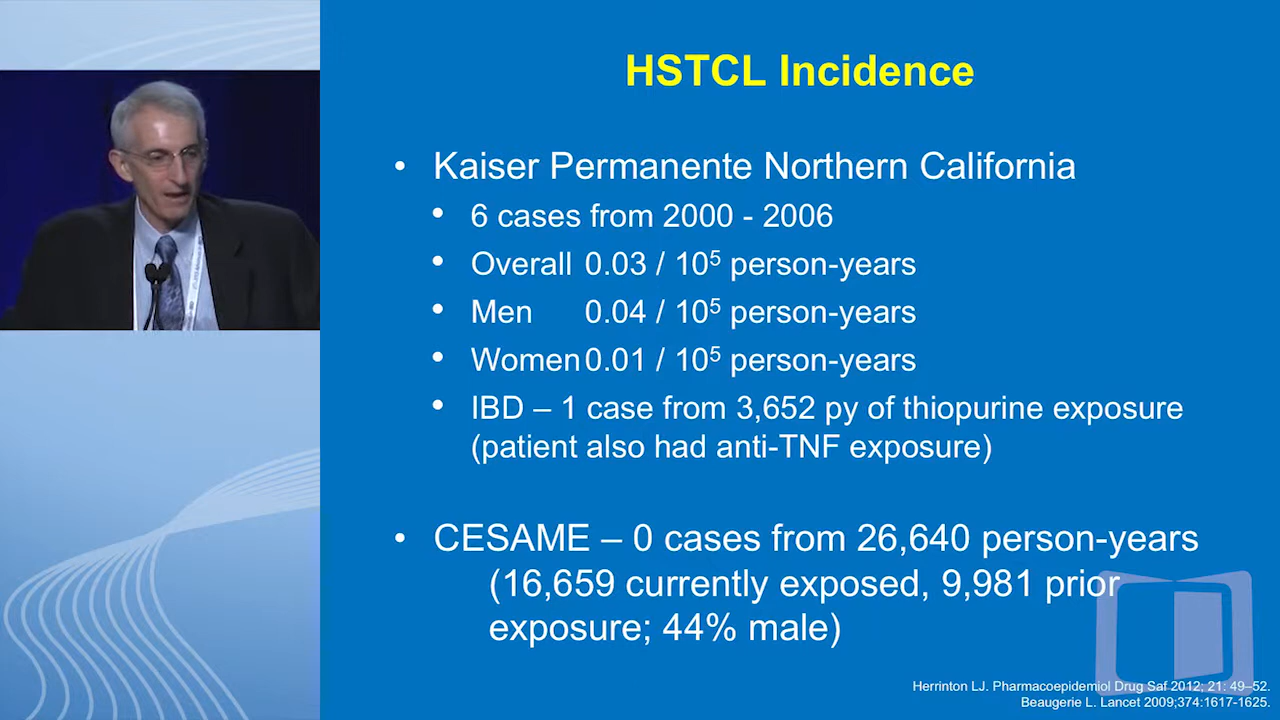 HSTCL Incidence
• Kaiser Permanente Northern California
• 6 cases from 2000 - 2006
• Overall 0.03 / 10⁵ person-years
• Men 0.04 / 10⁵ person-years
• Women 0.01 / 10⁵ person-years
• IBD – 1 case from 3,652 py of thiopurine exposure
(patient also had anti-TNF exposure)
• CESAME – 0 cases from 26,640 person-years
(16,659 currently exposed, 9,981 prior
exposure; 44% male)
Herrinton LJ. Pharmacoepidemiol Drug Saf 2012; 21: 49–52.
Beaugerie L. Lancet 2009;374:1617-1625.